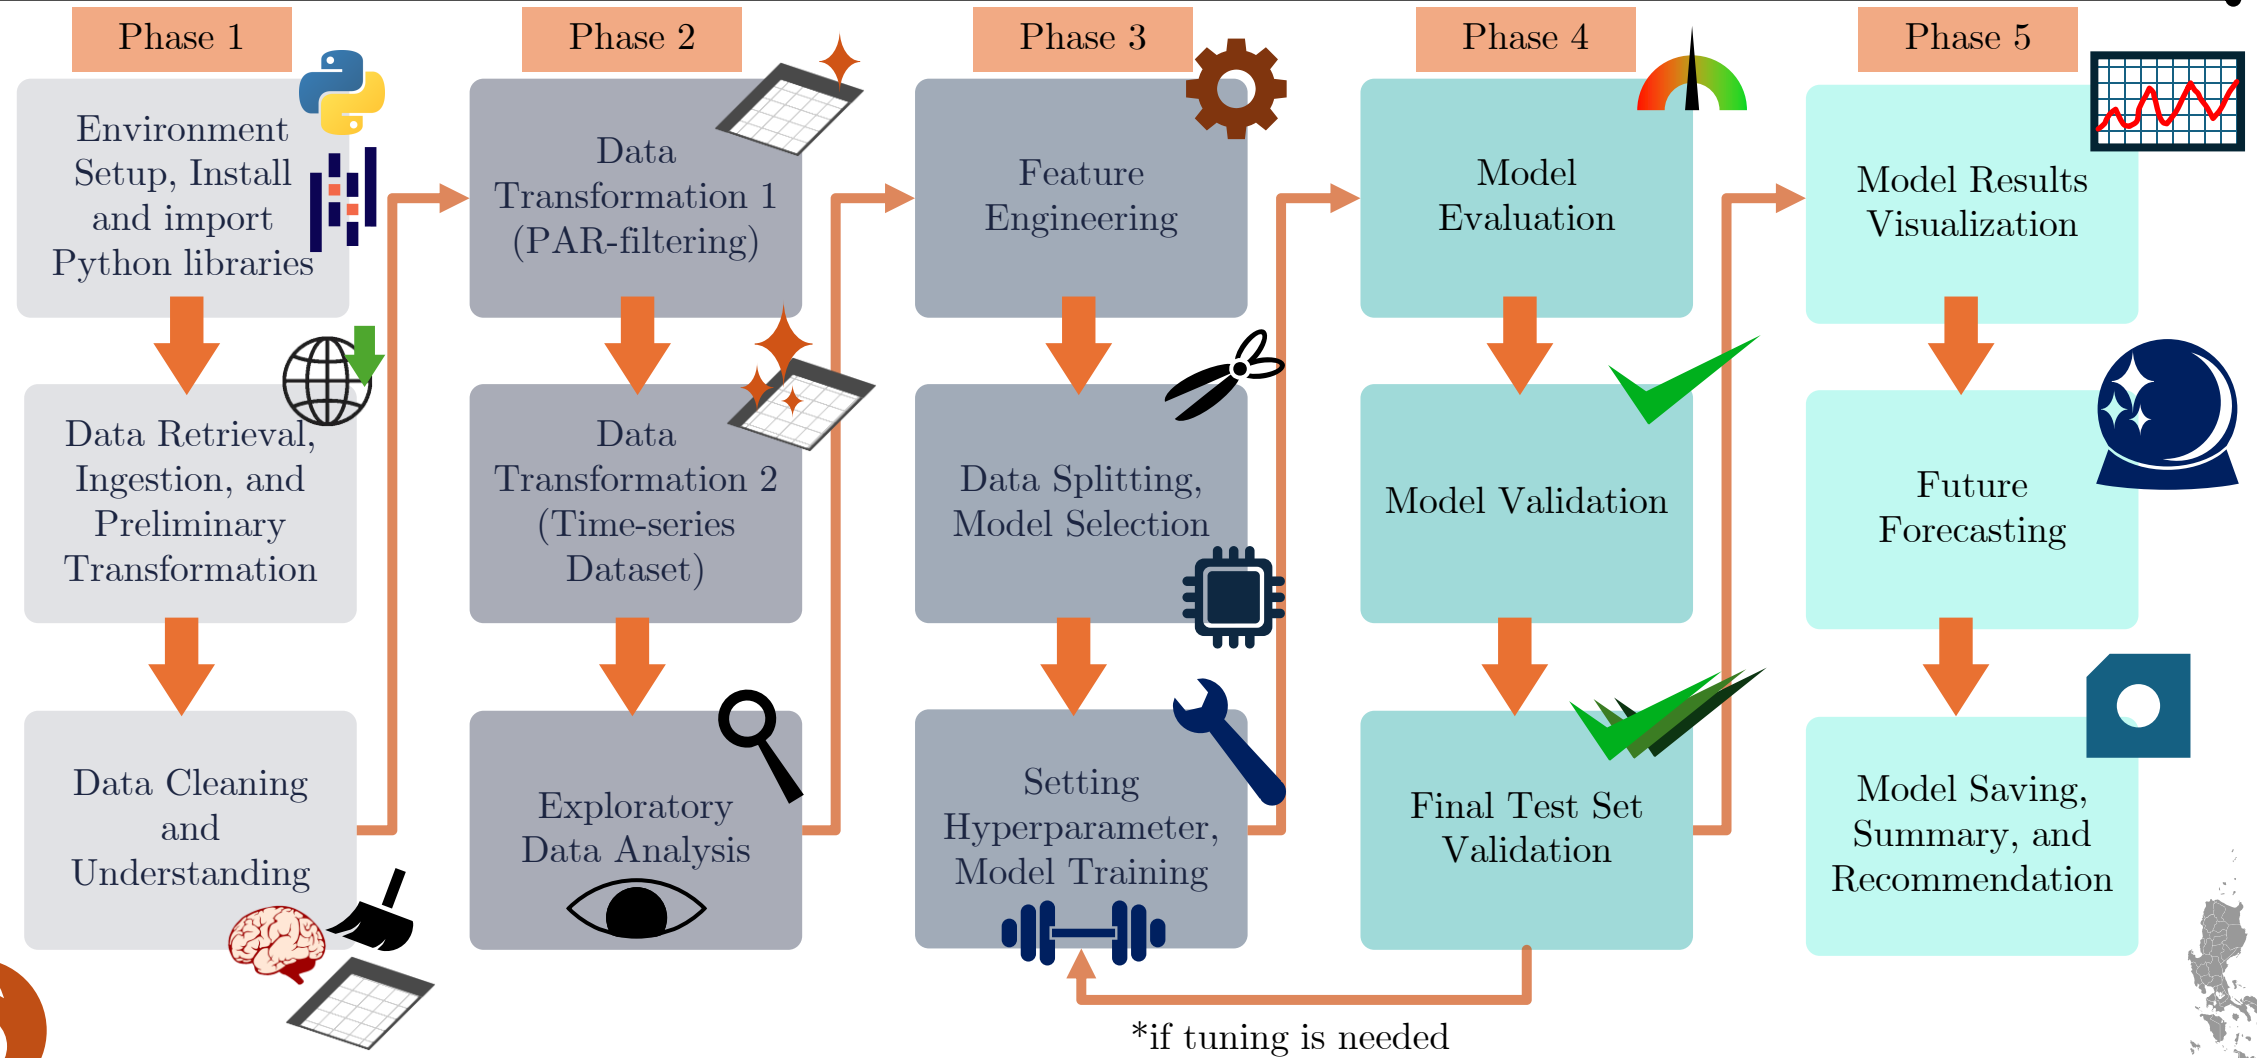 Phase 1
Environment
Setup, Install
and import
Python libraries
Data Retrieval,
Ingestion, and
Preliminary
Transformation
Data Cleaning
and
Understanding
Phase 2
Data
Transformation 1
(PAR-filtering)
Data
Transformation 2
(Time-series
Dataset)
Exploratory
Data Analysis
Phase 3
Feature
Engineering
Data Splitting,
Model Selection
Setting
Hyperparameter,
Model Training
Phase 4
Model
Evaluation
Model Validation
Final Test Set
Validation
*if tuning is needed
Phase 5
Model Results
Visualization
Future
Forecasting
Model Saving,
Summary, and
Recommendation